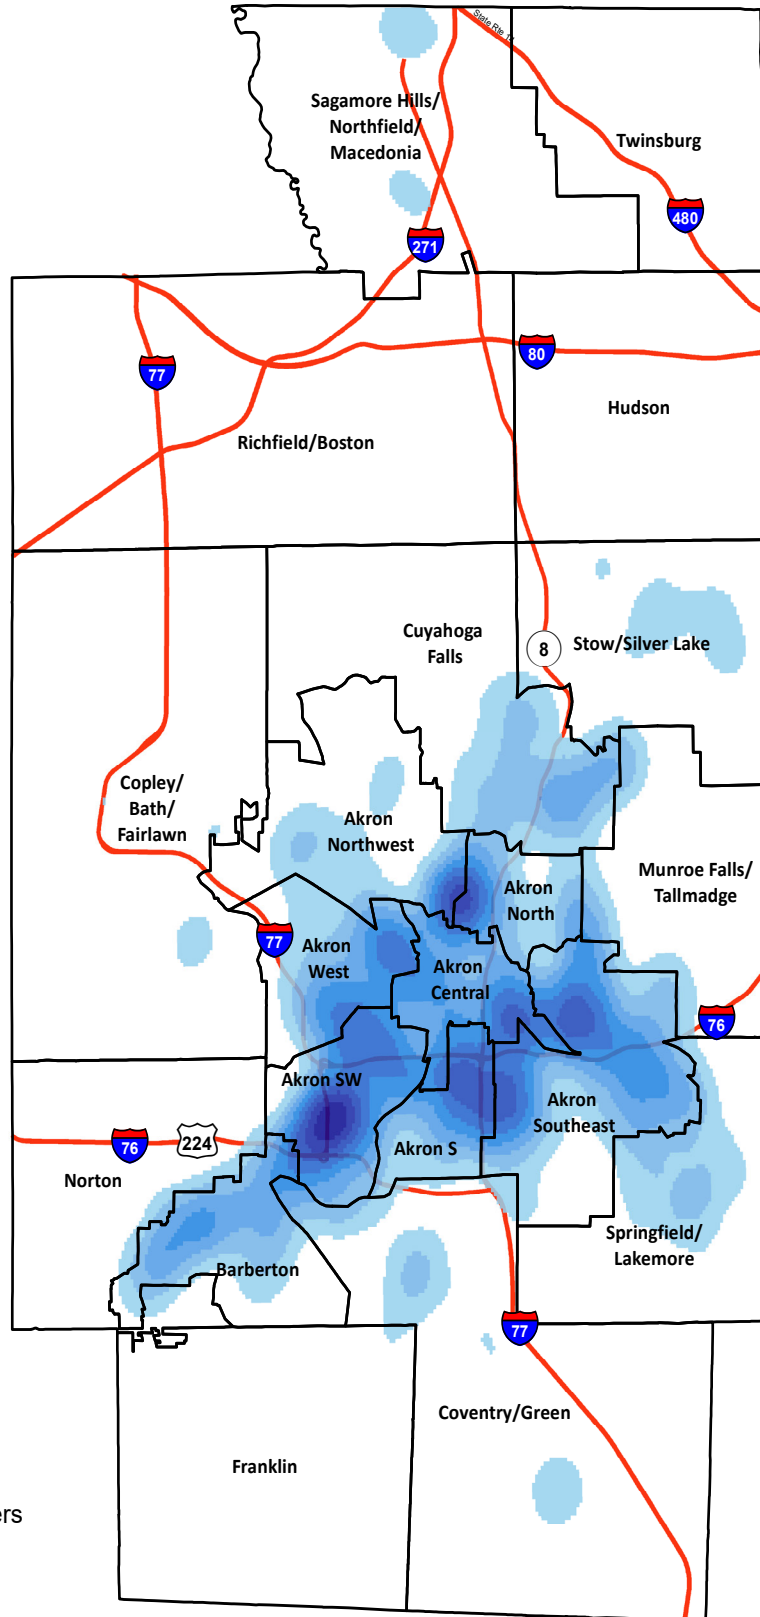 State Rte 14
Sagamore Hills/
Northfield/
Macedonia
Twinsburg
480
271
77
80
Hudson
Richfield/Boston
Cuyahoga
Falls
8
Stow/Silver Lake
Copley/
Bath/
Fairlawn
Akron
Northwest
Munroe Falls/
Tallmadge
Akron
North
77
Akron
West
Akron
Central
76
Akron SW
Akron
Southeast
76
224
Akron S
Norton
Springfield/
Lakemore
Barberton
77
Coventry/Green
Franklin
ers